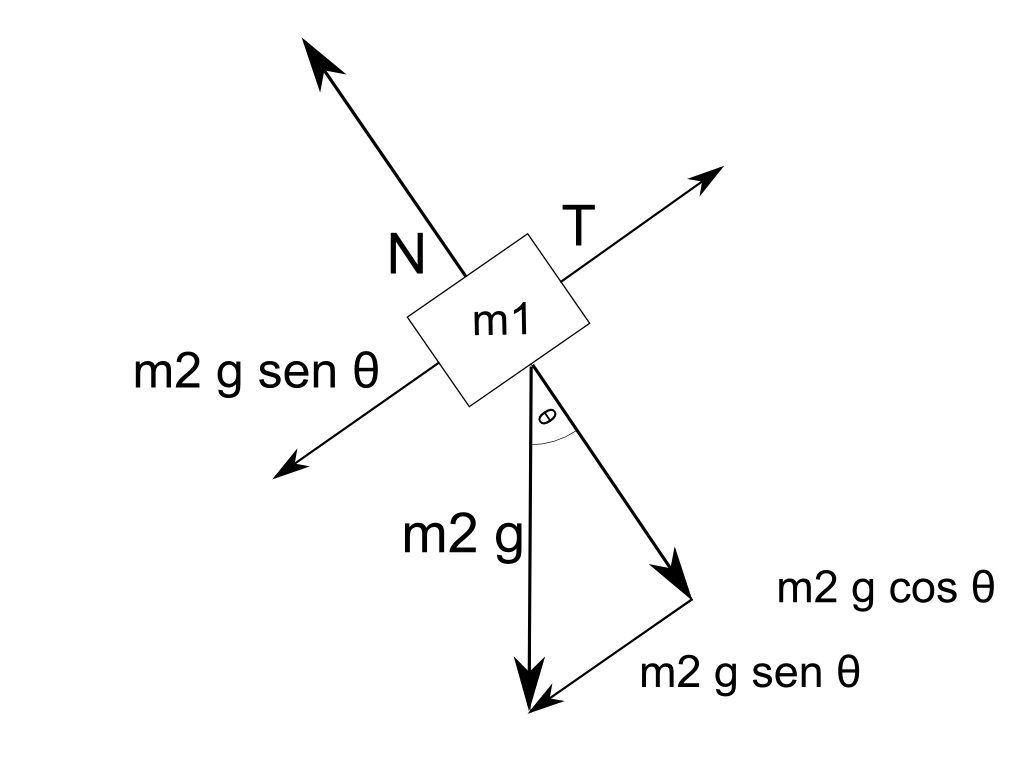 T
N
m1
m2 g sen θ
θ
m2 g
m2 g cos θ
m2 g sen θ